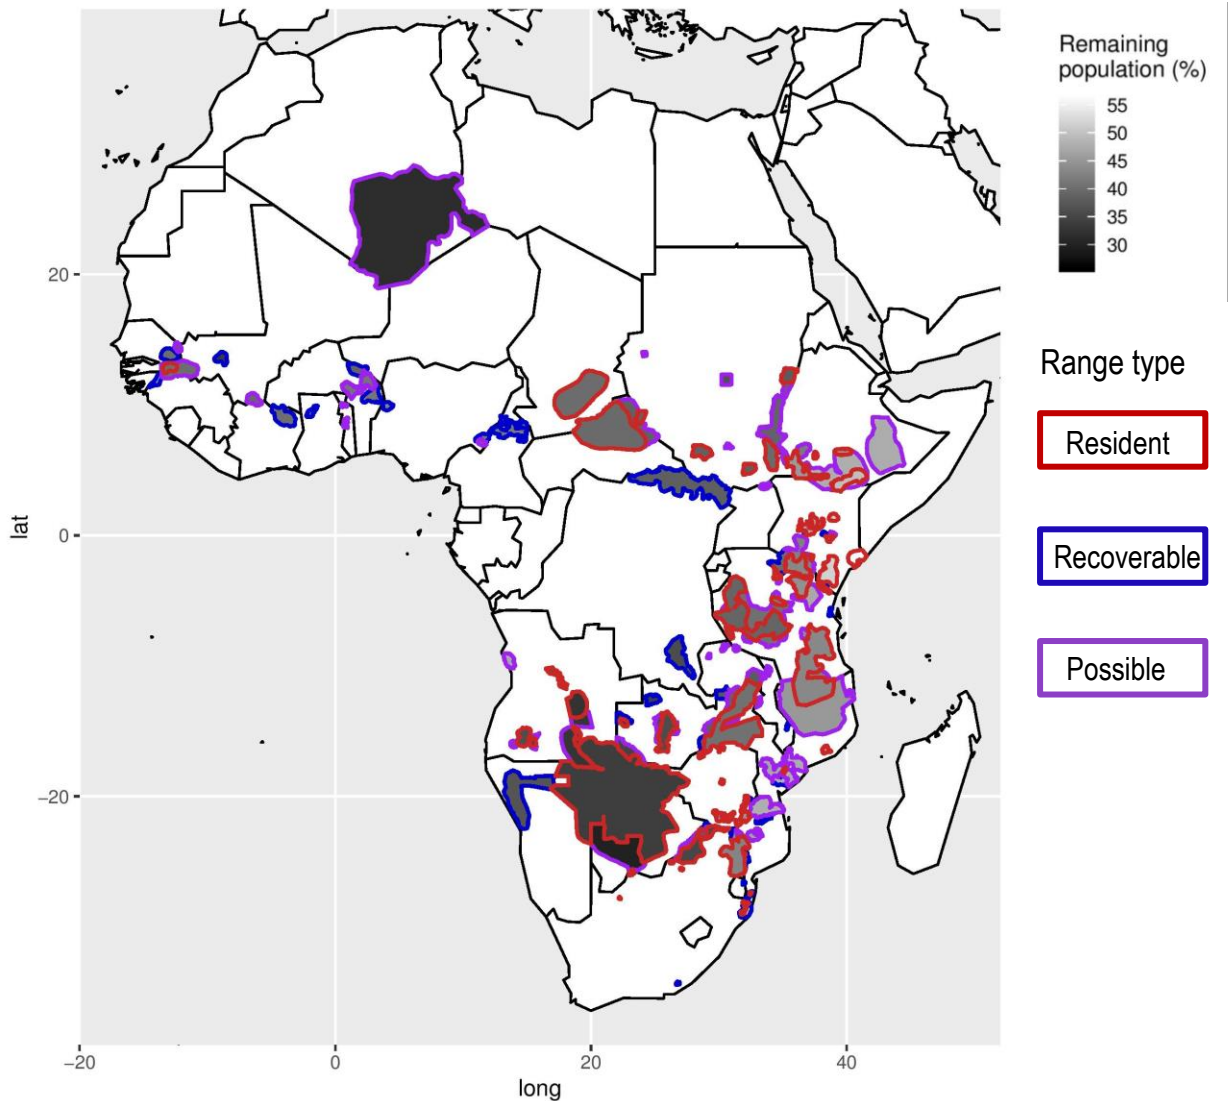 Remaining
population (%)
55
50
45
40
35
30
Range type
Resident
Recoverable
Possible
20
0
−20
lat
−20
0
20
40
long